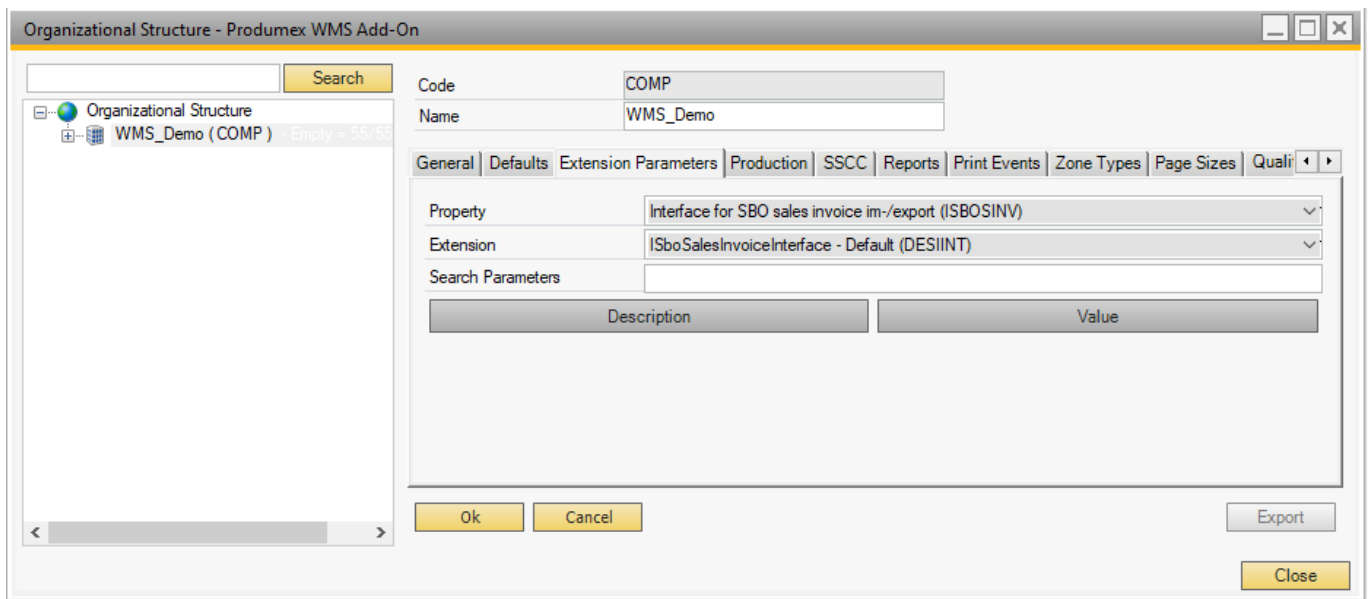 Organizational Structure - Produmex WMS Add-On
Search
Organizational Structure
WMS_Demo ( COMP ) - Empty = 55/55
Code COMP
Name WMS_Demo
General Defaults Extension Parameters Production SSCC Reports Print Events Zone Types Page Sizes Quali
Property Interface for SBO sales invoice im-/export (ISBOSINV)
Extension ISboSalesInvoiceInterface - Default (DESIINT)
Search Parameters
Description Value
Ok Cancel Export
Close